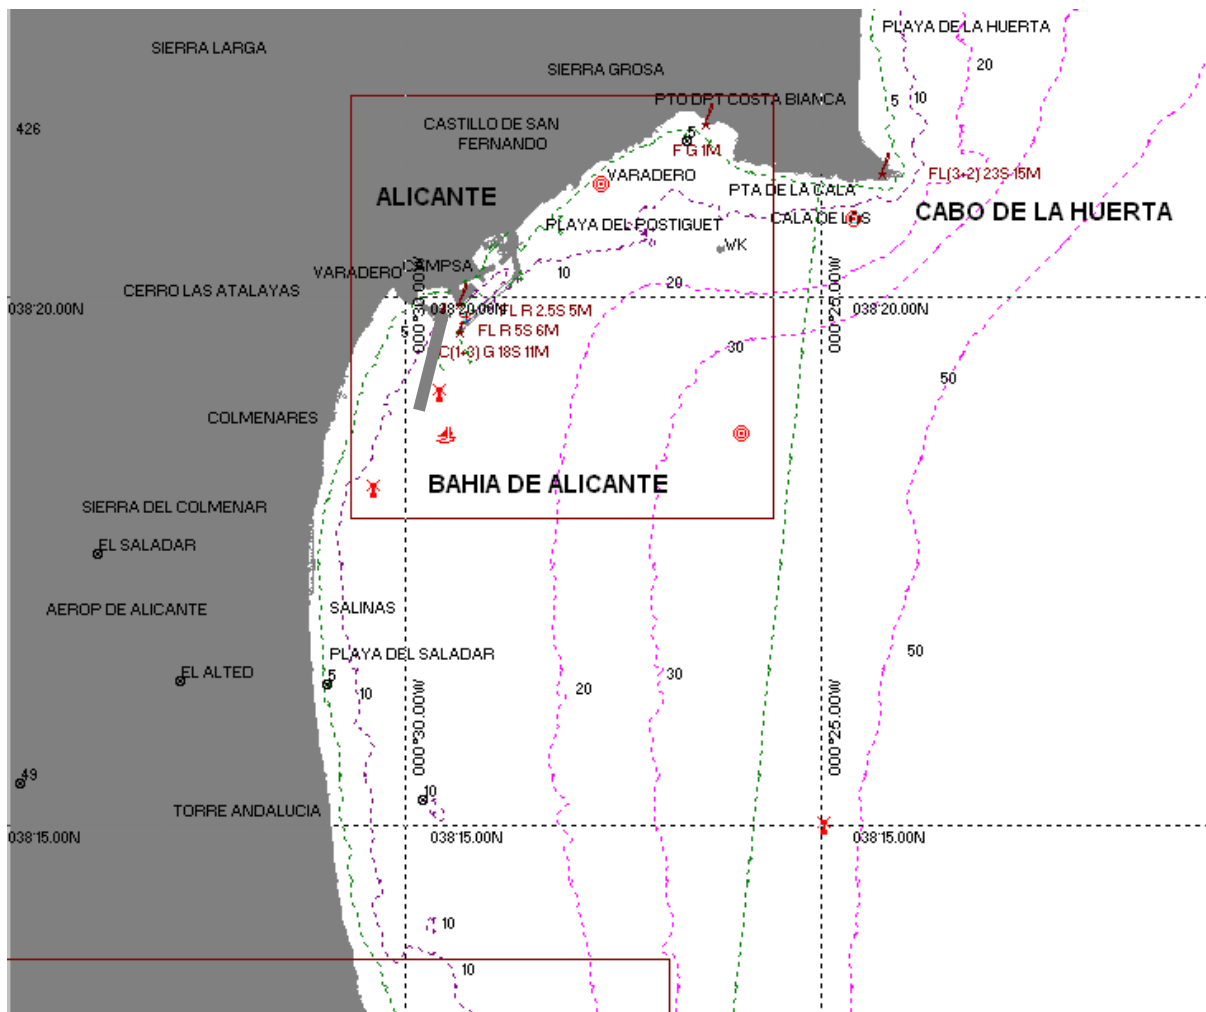 PLAYA DE LA HUERTA
SIERRA LARGA
20
SIERRA GROSA
10
PTO DPT COSTA BIANCA
5
426
CASTILLO DE SAN
FERNANDO
5
F G 1M
VARADERO
FL(3+2) 23S 15M
PTA DE LA CALA
ALICANTE
CABO DE LA HUERTA
PLAYA DEL POSTIGUET
CALA DE LOS
WK
VARADERO
CAMPSA
10
20
CERRO LAS ATALAYAS
000°30.00W
000°25.00W
038°20.00N
038°20.00N
038°20.00N
FL R 2.5S 5M
5
FL R 5S 6M
C(1+3) G 18S 11M
30
50
COLMENARES
BAHIA DE ALICANTE
SIERRA DEL COLMENAR
EL SALADAR
AEROP DE ALICANTE
SALINAS
PLAYA DEL SALADAR
50
EL ALTED
5
10
20
30
000°30.00W
000°25.00W
49
10
TORRE ANDALUCIA
038°15.00N
038°15.00N
038°15.00N
10
10